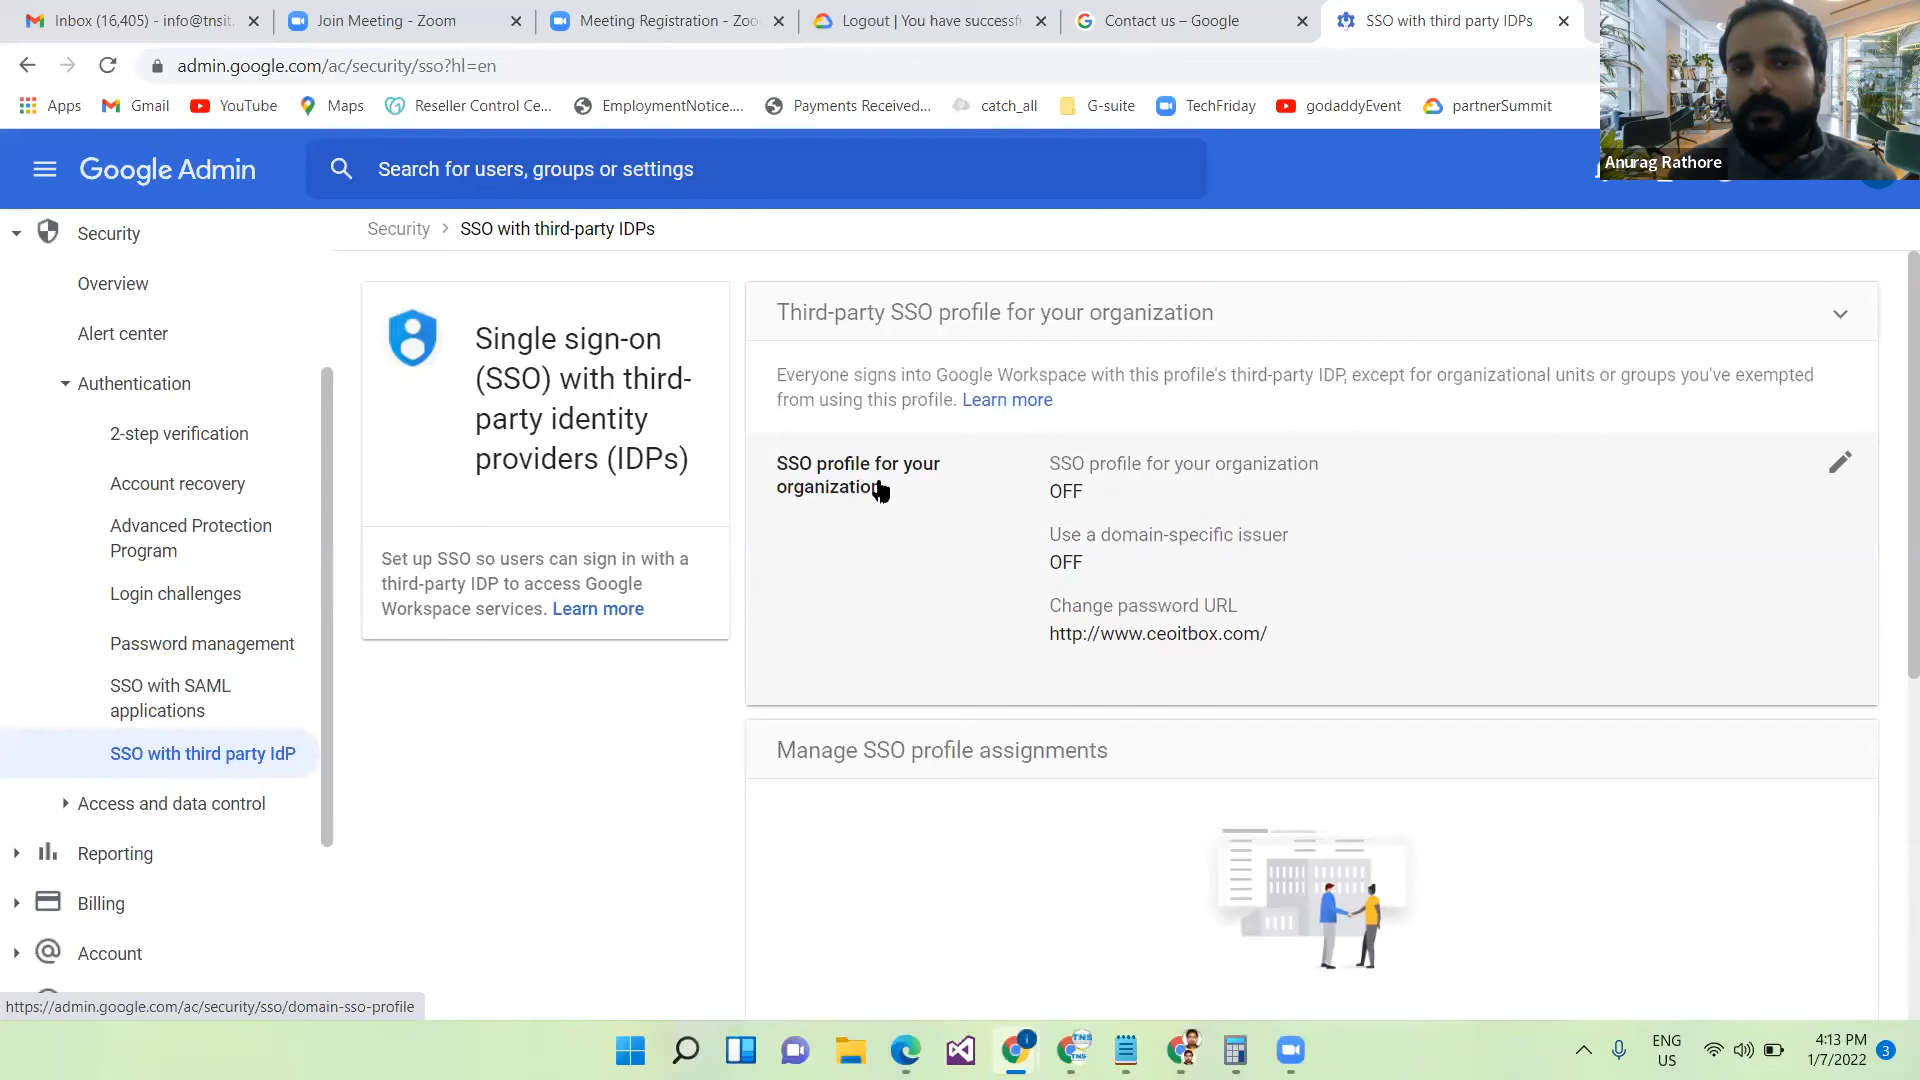 Inbox (16,405) - info@tnsit.
Join Meeting - Zoom
Meeting Registration - Zoo
Logout | You have successfu
Contact us – Google
SSO with third party IDPs
admin.google.com/ac/security/sso?hl=en
Apps
Gmail
YouTube
Maps
Reseller Control Ce...
EmploymentNotice....
Payments Received...
catch_all
G-suite
TechFriday
godaddyEvent
partnerSummit
Anurag Rathore
Google Admin
Search for users, groups or settings
Security
Overview
Alert center
Authentication
2-step verification
Account recovery
Advanced Protection
Program
Login challenges
Password management
SSO with SAML
applications
SSO with third party IdP
Access and data control
Reporting
Billing
Account
https://admin.google.com/ac/security/sso/domain-sso-profile
Security > SSO with third-party IDPs
Single sign-on
(SSO) with third-
party identity
providers (IDPs)
Set up SSO so users can sign in with a
third-party IDP to access Google
Workspace services. Learn more
Third-party SSO profile for your organization
Everyone signs into Google Workspace with this profile's third-party IDP, except for organizational units or groups you've exempted
from using this profile. Learn more
SSO profile for your
organization
SSO profile for your organization
OFF
Use a domain-specific issuer
OFF
Change password URL
http://www.ceoitbox.com/
Manage SSO profile assignments
TNS
TNS
ENG
US
4:13 PM
1/7/2022
3